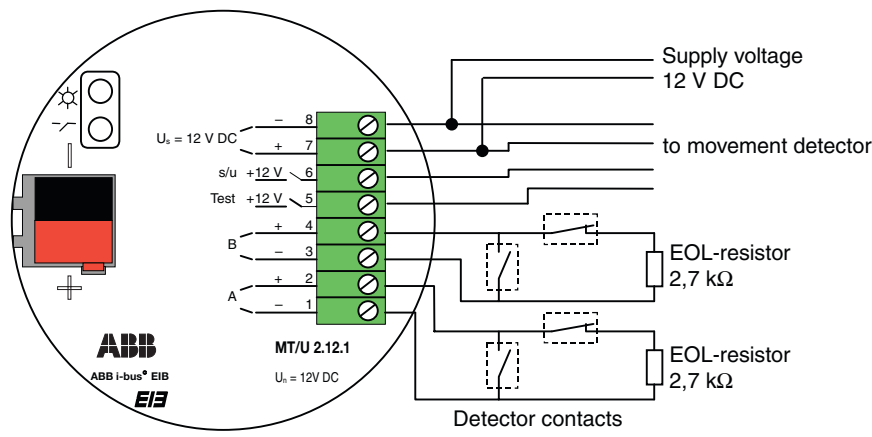 Supply voltage
12 V DC
to movement detector
Uₛ = 12 V DC
– 8
+ 7
s/u +12 V 6
Test +12 V 5
B
+ 4
– 3
A
+ 2
– 1
EOL-resistor
2,7 kΩ
EOL-resistor
2,7 kΩ
ABB
ABB i-bus® EIB
EIB
MT/U 2.12.1
Uₙ = 12V DC
Detector contacts